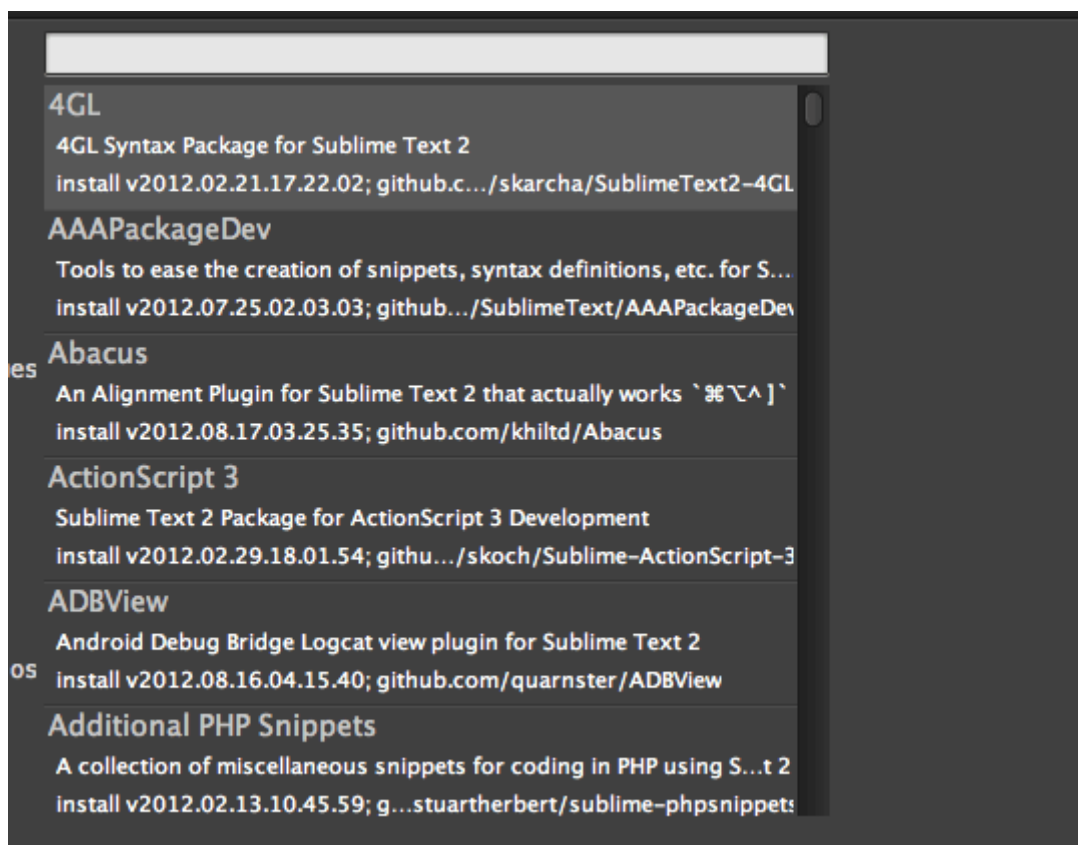 4GL
4GL Syntax Package for Sublime Text 2
install v2012.02.21.17.22.02; github.c.../skarcha/SublimeText2-4GL
AAAPackageDev
Tools to ease the creation of snippets, syntax definitions, etc. for S...
install v2012.07.25.02.03.03; github.../SublimeText/AAAPackageDev
Abacus
es
An Alignment Plugin for Sublime Text 2 that actually works `⌘⌥^]`
install v2012.08.17.03.25.35; github.com/khiltd/Abacus
ActionScript 3
Sublime Text 2 Package for ActionScript 3 Development
install v2012.02.29.18.01.54; githu.../skoch/Sublime-ActionScript-3
ADBView
Android Debug Bridge Logcat view plugin for Sublime Text 2
os
install v2012.08.16.04.15.40; github.com/quarnster/ADBView
Additional PHP Snippets
A collection of miscellaneous snippets for coding in PHP using S...t 2
install v2012.02.13.10.45.59; g...stuartherbert/sublime-phpsnippets